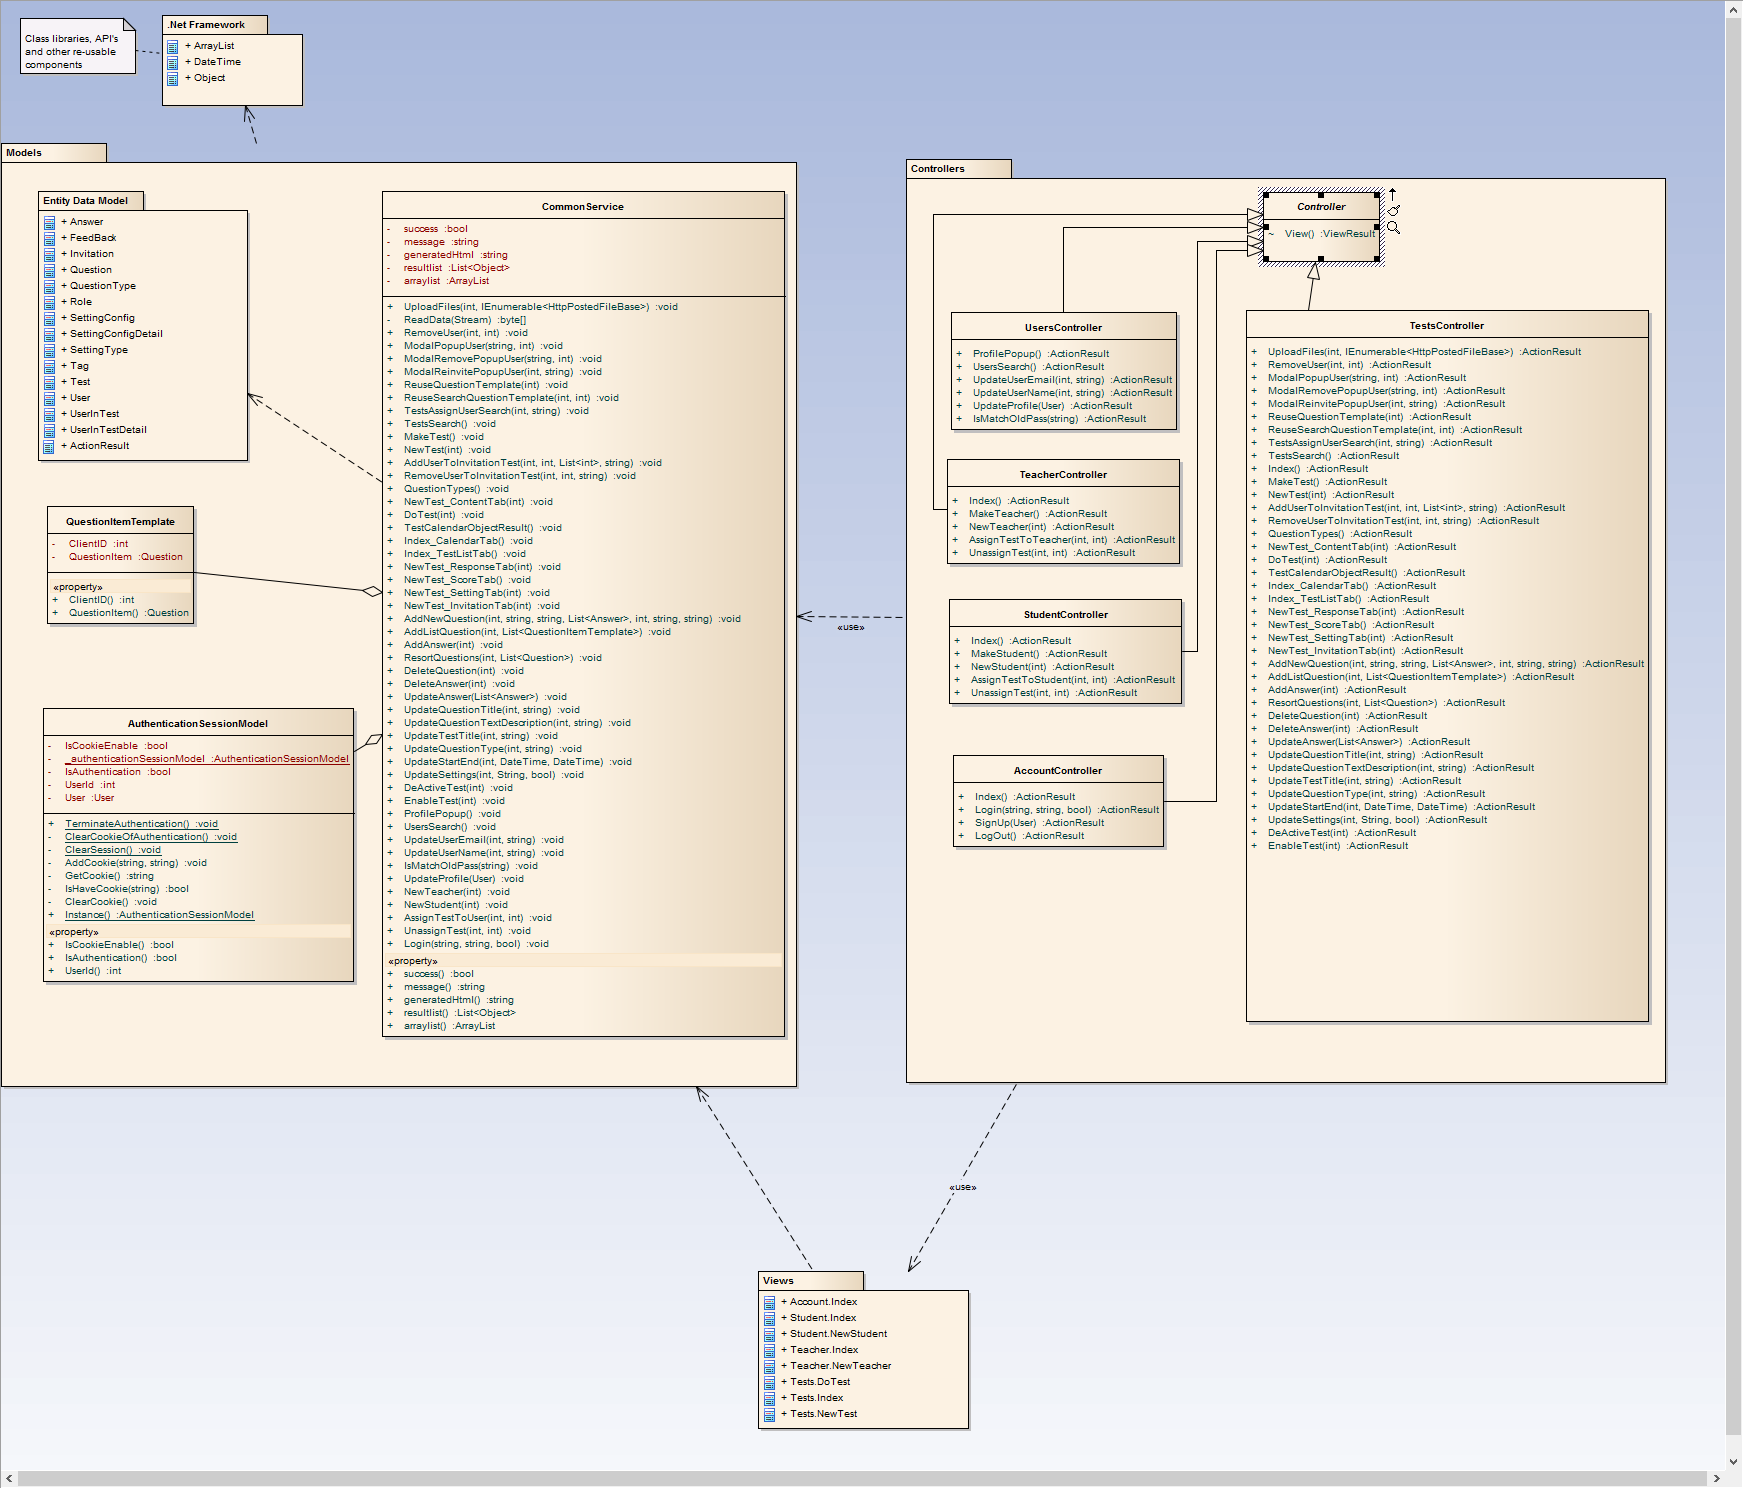 Class libraries, API's
and other re-usable
components
.Net Framework
+ ArrayList
+ DateTime
+ Object
Models
Entity Data Model
+ Answer
+ FeedBack
+ Invitation
+ Question
+ QuestionType
+ Role
+ SettingConfig
+ SettingConfigDetail
+ SettingType
+ Tag
+ Test
+ User
+ UserInTest
+ UserInTestDetail
+ ActionResult
QuestionItemTemplate
- ClientID :int
- QuestionItem :Question
«property»
+ ClientID() :int
+ QuestionItem() :Question
AuthenticationSessionModel
- IsCookieEnable :bool
- _authenticationSessionModel :AuthenticationSessionModel
- IsAuthentication :bool
- UserId :int
- User :User
+ TerminateAuthentication() :void
- ClearCookieOfAuthentication() :void
- ClearSession() :void
- AddCookie(string, string) :void
- GetCookie() :string
- IsHaveCookie(string) :bool
- ClearCookie() :void
+ Instance() :AuthenticationSessionModel
«property»
+ IsCookieEnable() :bool
+ IsAuthentication() :bool
+ UserId() :int
CommonService
- success :bool
- message :string
- generatedHtml :string
- resultlist :List<Object>
- arraylist :ArrayList
+ UploadFiles(int, IEnumerable<HttpPostedFileBase>) :void
- ReadData(Stream) :byte[]
+ RemoveUser(int, int) :void
+ ModalPopupUser(string, int) :void
+ ModalRemovePopupUser(string, int) :void
+ ModalReinvitePopupUser(int, string) :void
+ ReuseQuestionTemplate(int) :void
+ ReuseSearchQuestionTemplate(int, int) :void
+ TestsAssignUserSearch(int, string) :void
+ TestsSearch() :void
+ MakeTest() :void
+ NewTest(int) :void
+ AddUserToInvitationTest(int, int, List<int>, string) :void
+ RemoveUserToInvitationTest(int, int, string) :void
+ QuestionTypes() :void
+ NewTest_ContentTab(int) :void
+ DoTest(int) :void
+ TestCalendarObjectResult() :void
+ Index_CalendarTab() :void
+ Index_TestListTab() :void
+ NewTest_ResponseTab(int) :void
+ NewTest_ScoreTab() :void
+ NewTest_SettingTab(int) :void
+ NewTest_InvitationTab(int) :void
+ AddNewQuestion(int, string, string, List<Answer>, int, string, string) :void
+ AddListQuestion(int, List<QuestionItemTemplate>) :void
+ AddAnswer(int) :void
+ ResortQuestions(int, List<Question>) :void
+ DeleteQuestion(int) :void
+ DeleteAnswer(int) :void
+ UpdateAnswer(List<Answer>) :void
+ UpdateQuestionTitle(int, string) :void
+ UpdateQuestionTextDescription(int, string) :void
+ UpdateTestTitle(int, string) :void
+ UpdateQuestionType(int, string) :void
+ UpdateStartEnd(int, DateTime, DateTime) :void
+ UpdateSettings(int, String, bool) :void
+ DeActiveTest(int) :void
+ EnableTest(int) :void
+ ProfilePopup() :void
+ UsersSearch() :void
+ UpdateUserEmail(int, string) :void
+ UpdateUserName(int, string) :void
+ IsMatchOldPass(string) :void
+ UpdateProfile(User) :void
+ NewTeacher(int) :void
+ NewStudent(int) :void
+ AssignTestToUser(int, int) :void
+ UnassignTest(int, int) :void
+ Login(string, string, bool) :void
«property»
+ success() :bool
+ message() :string
+ generatedHtml() :string
+ resultlist() :List<Object>
+ arraylist() :ArrayList
«use»
Controllers
Controller
~ View() :ViewResult
UsersController
+ ProfilePopup() :ActionResult
+ UsersSearch() :ActionResult
+ UpdateUserEmail(int, string) :ActionResult
+ UpdateUserName(int, string) :ActionResult
+ UpdateProfile(User) :ActionResult
+ IsMatchOldPass(string) :ActionResult
TeacherController
+ Index() :ActionResult
+ MakeTeacher() :ActionResult
+ NewTeacher(int) :ActionResult
+ AssignTestToTeacher(int, int) :ActionResult
+ UnassignTest(int, int) :ActionResult
StudentController
+ Index() :ActionResult
+ MakeStudent() :ActionResult
+ NewStudent(int) :ActionResult
+ AssignTestToStudent(int, int) :ActionResult
+ UnassignTest(int, int) :ActionResult
AccountController
+ Index() :ActionResult
+ Login(string, string, bool) :ActionResult
+ SignUp(User) :ActionResult
+ LogOut() :ActionResult
TestsController
+ UploadFiles(int, IEnumerable<HttpPostedFileBase>) :ActionResult
+ RemoveUser(int, int) :ActionResult
+ ModalPopupUser(string, int) :ActionResult
+ ModalRemovePopupUser(string, int) :ActionResult
+ ModalReinvitePopupUser(int, string) :ActionResult
+ ReuseQuestionTemplate(int) :ActionResult
+ ReuseSearchQuestionTemplate(int, int) :ActionResult
+ TestsAssignUserSearch(int, string) :ActionResult
+ TestsSearch() :ActionResult
+ Index() :ActionResult
+ MakeTest() :ActionResult
+ NewTest(int) :ActionResult
+ AddUserToInvitationTest(int, int, List<int>, string) :ActionResult
+ RemoveUserToInvitationTest(int, int, string) :ActionResult
+ QuestionTypes() :ActionResult
+ NewTest_ContentTab(int) :ActionResult
+ DoTest(int) :ActionResult
+ TestCalendarObjectResult() :ActionResult
+ Index_CalendarTab() :ActionResult
+ Index_TestListTab() :ActionResult
+ NewTest_ResponseTab(int) :ActionResult
+ NewTest_ScoreTab() :ActionResult
+ NewTest_SettingTab(int) :ActionResult
+ NewTest_InvitationTab(int) :ActionResult
+ AddNewQuestion(int, string, string, List<Answer>, int, string, string) :ActionResult
+ AddListQuestion(int, List<QuestionItemTemplate>) :ActionResult
+ AddAnswer(int) :ActionResult
+ ResortQuestions(int, List<Question>) :ActionResult
+ DeleteQuestion(int) :ActionResult
+ DeleteAnswer(int) :ActionResult
+ UpdateAnswer(List<Answer>) :ActionResult
+ UpdateQuestionTitle(int, string) :ActionResult
+ UpdateQuestionTextDescription(int, string) :ActionResult
+ UpdateTestTitle(int, string) :ActionResult
+ UpdateQuestionType(int, string) :ActionResult
+ UpdateStartEnd(int, DateTime, DateTime) :ActionResult
+ UpdateSettings(int, String, bool) :ActionResult
+ DeActiveTest(int) :ActionResult
+ EnableTest(int) :ActionResult
«use»
Views
+ Account.Index
+ Student.Index
+ Student.NewStudent
+ Teacher.Index
+ Teacher.NewTeacher
+ Tests.DoTest
+ Tests.Index
+ Tests.NewTest